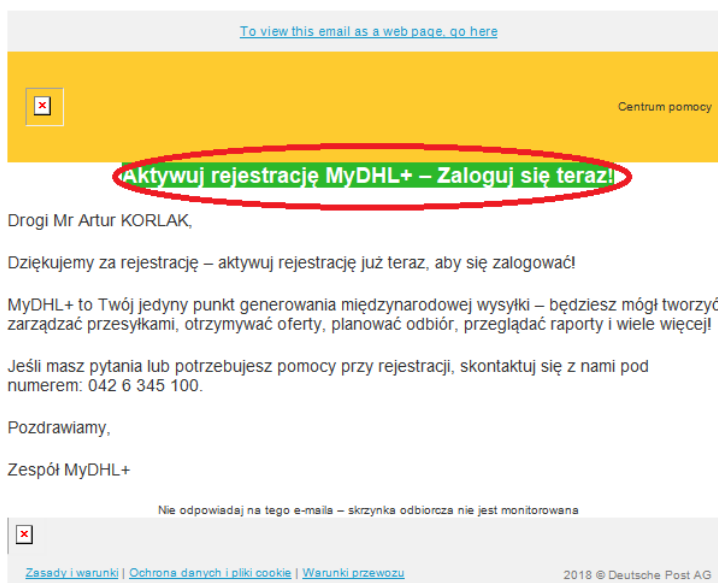 To view this email as a web page, go here
Centrum pomocy
Aktywuj rejestrację MyDHL+ – Zaloguj się teraz!
Drogi Mr Artur KORLAK,
Dziękujemy za rejestrację – aktywuj rejestrację już teraz, aby się zalogować!
MyDHL+ to Twój jedyny punkt generowania międzynarodowej wysyłki – będziesz mógł tworzyć
zarządzać przesyłkami, otrzymywać oferty, planować odbiór, przeglądać raporty i wiele więcej!
Jeśli masz pytania lub potrzebujesz pomocy przy rejestracji, skontaktuj się z nami pod
numerem: 042 6 345 100.
Pozdrawiamy,
Zespół MyDHL+
Nie odpowiadaj na tego e-maila – skrzynka odbiorcza nie jest monitorowana
Zasady i warunki | Ochrona danych i pliki cookie | Warunki przewozu
2018 © Deutsche Post AG